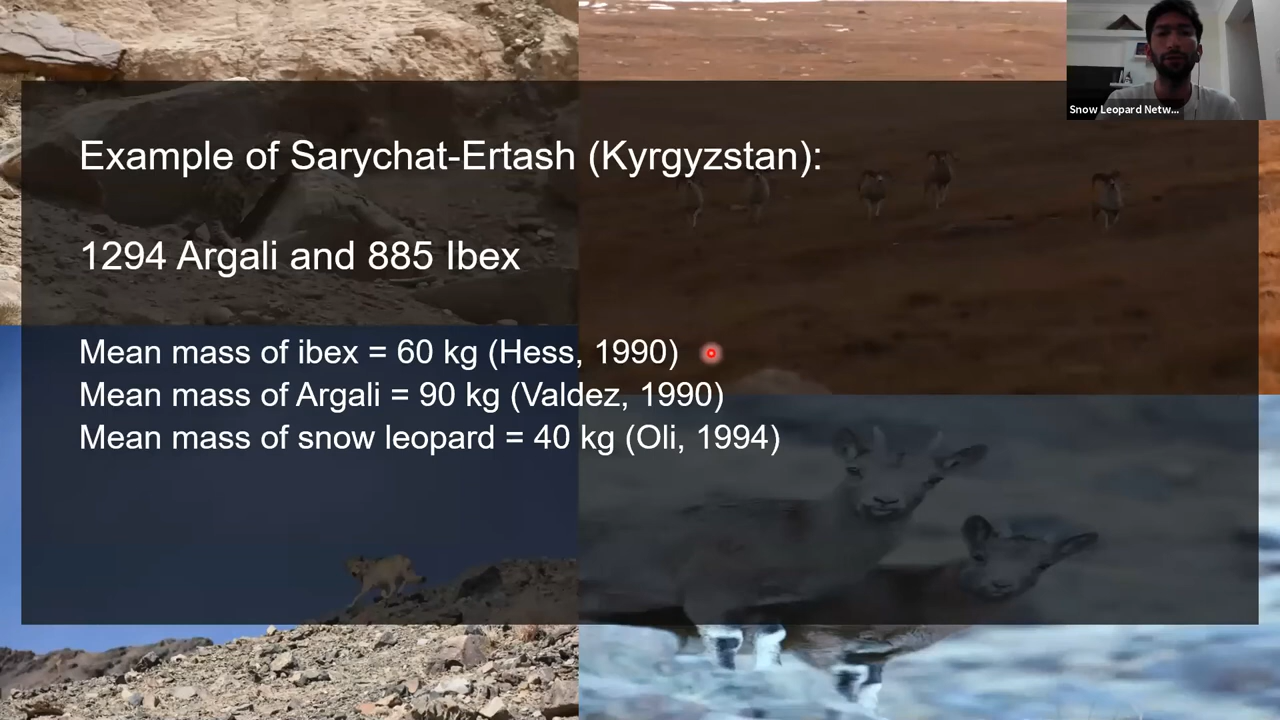 Snow Leopard Netw...
Example of Sarychat-Ertash (Kyrgyzstan):
1294 Argali and 885 Ibex
Mean mass of ibex = 60 kg (Hess, 1990)
Mean mass of Argali = 90 kg (Valdez, 1990)
Mean mass of snow leopard = 40 kg (Oli, 1994)